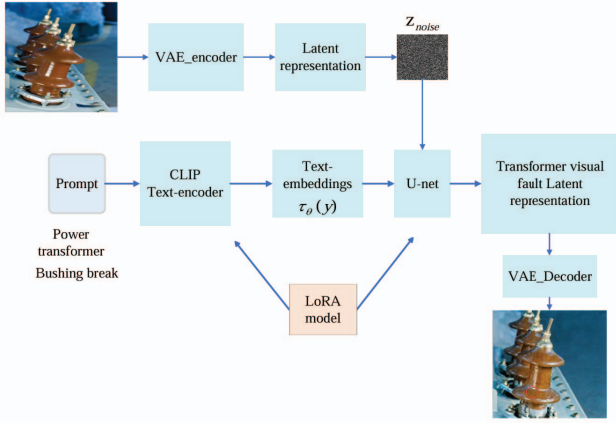 Z_noise
VAE_encoder
Latent
representation
Prompt
CLIP
Text-encoder
Text-
embeddings
τ_θ(y)
U-net
Transformer visual
fault Latent
representation
Power
transformer
Bushing break
LoRA
model
VAE_Decoder